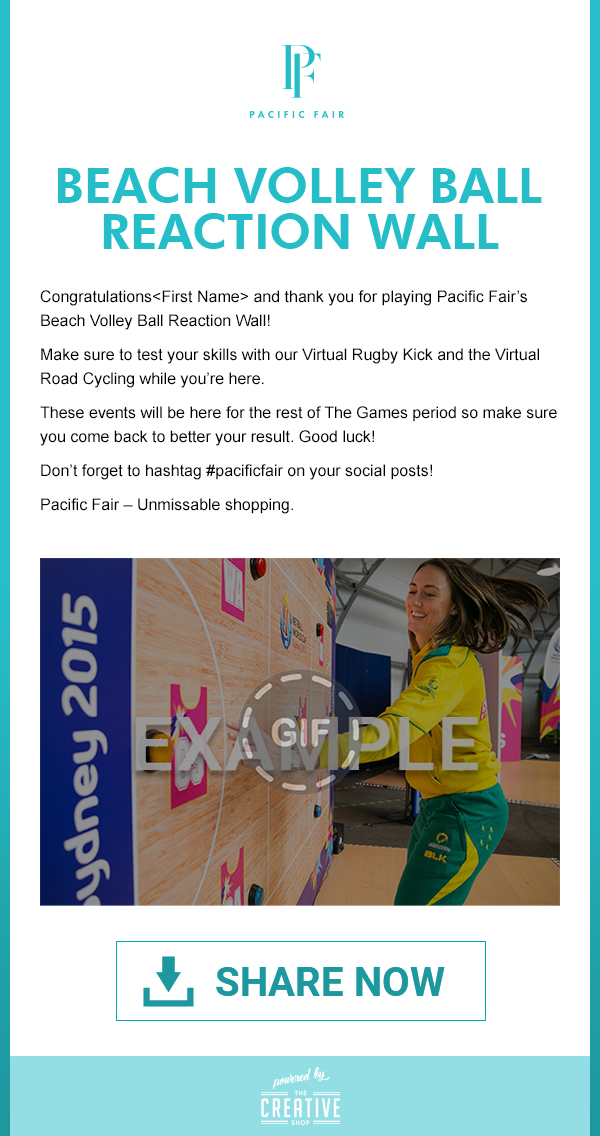 PF
PACIFIC FAIR
BEACH VOLLEY BALL
REACTION WALL
Congratulations<First Name> and thank you for playing Pacific Fair’s
Beach Volley Ball Reaction Wall!
Make sure to test your skills with our Virtual Rugby Kick and the Virtual
Road Cycling while you’re here.
These events will be here for the rest of The Games period so make sure
you come back to better your result. Good luck!
Don’t forget to hashtag #pacificfair on your social posts!
Pacific Fair – Unmissable shopping.
sydney 2015
WA
NETBALL
WORLD CUP
EXAMPLE
GIF
BLK
SHARE NOW
powered by
THE
CREATIVE
SHOP